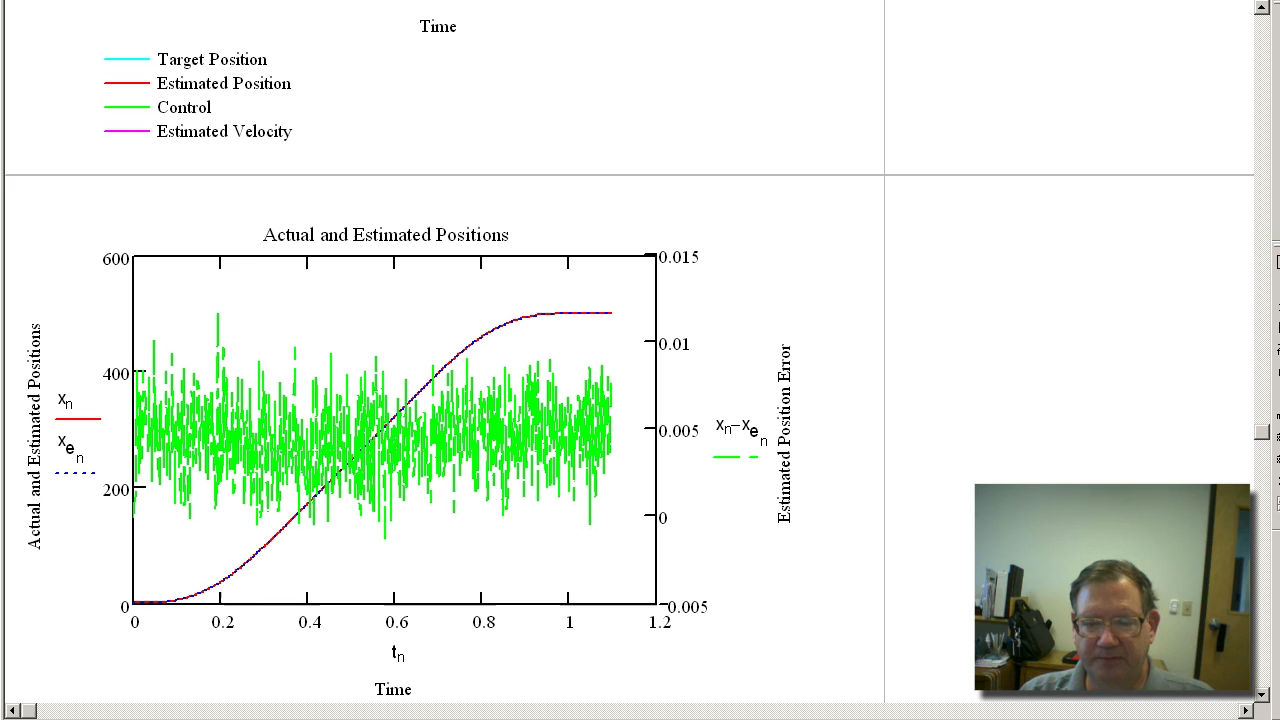 Time
Target Position
Estimated Position
Control
Estimated Velocity
Actual and Estimated Positions
600
400
200
0
0.015
0.01
0.005
0
-0.005
0
0.2
0.4
0.6
0.8
1
1.2
Actual and Estimated Positions
xn
xen
xn-xen
Estimated Position Error
tn
Time